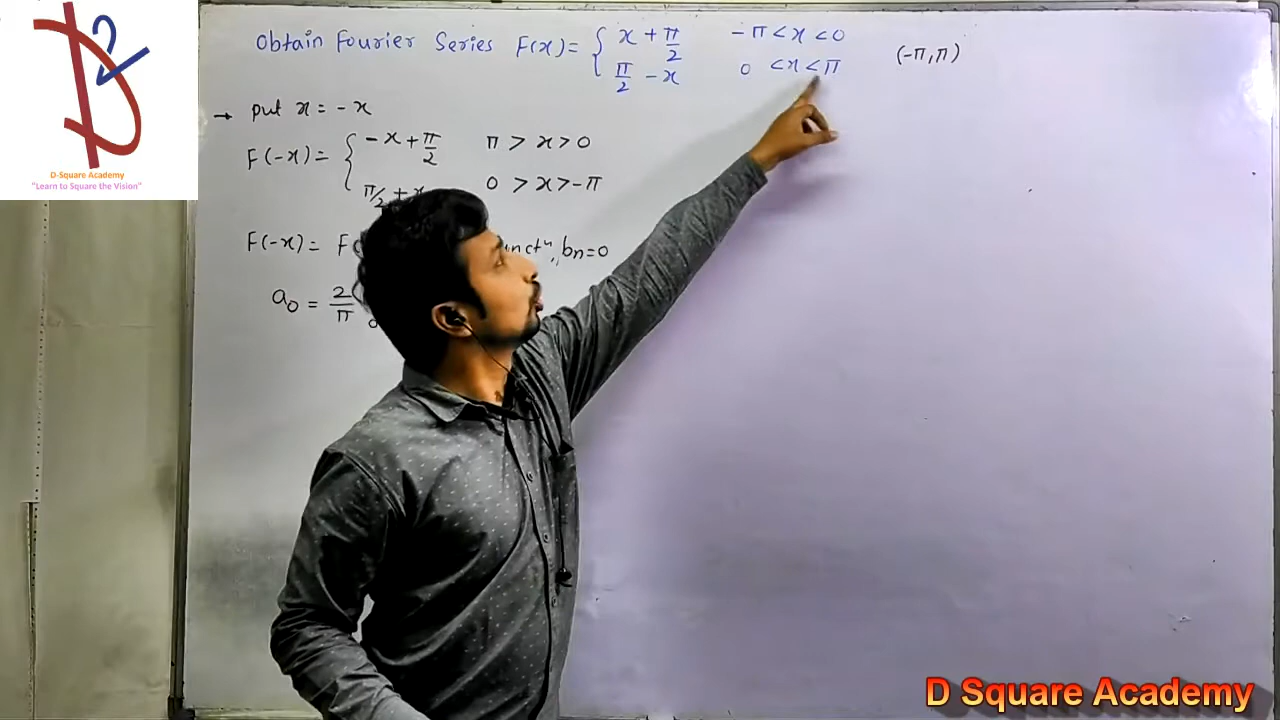 D2
D-Square Academy
"Learn to Square the Vision"
Obtain Fourier Series F(x) = { x + π/2 -π < x < 0 (-π, π)
π/2 - x 0 < x < π
→ put x = - x
F(-x) = { - x + π/2 π > x > 0
π/2 + 0 > x > -π
F(-x) = bn = 0
a0 = 2/π
D Square Academy